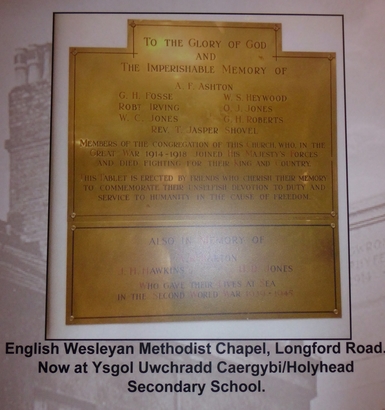 TO THE GLORY OF GOD
AND
THE IMPERISHABLE MEMORY OF
A. F. ASHTON
G. H. FOSSE W. S. HEYWOOD
ROBT IRVING O. J. JONES
W. C. JONES G. H. ROBERTS
REV. T. JASPER SHOVEL
MEMBERS OF THE CONGREGATION OF THIS CHURCH WHO, IN THE
GREAT WAR 1914-1918, JOINED HIS MAJESTY'S FORCES
AND DIED FIGHTING FOR THEIR KING AND COUNTRY.
THIS TABLET IS ERECTED BY FRIENDS WHO CHERISH THEIR MEMORY
TO COMMEMORATE THEIR UNSELFISH DEVOTION TO DUTY AND
SERVICE TO HUMANITY IN THE CAUSE OF FREEDOM.
ALSO IN MEMORY OF
HAWKINS JONES
WHO GAVE THEIR LIVES AT SEA
IN THE SECOND WORLD WAR
English Wesleyan Methodist Chapel, Longford Road.
Now at Ysgol Uwchradd Caergybi/Holyhead
Secondary School.